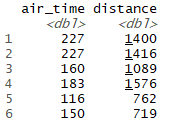 air_time distance
<dbl> <dbl>
1 227 1400
2 227 1416
3 160 1089
4 183 1576
5 116 762
6 150 719